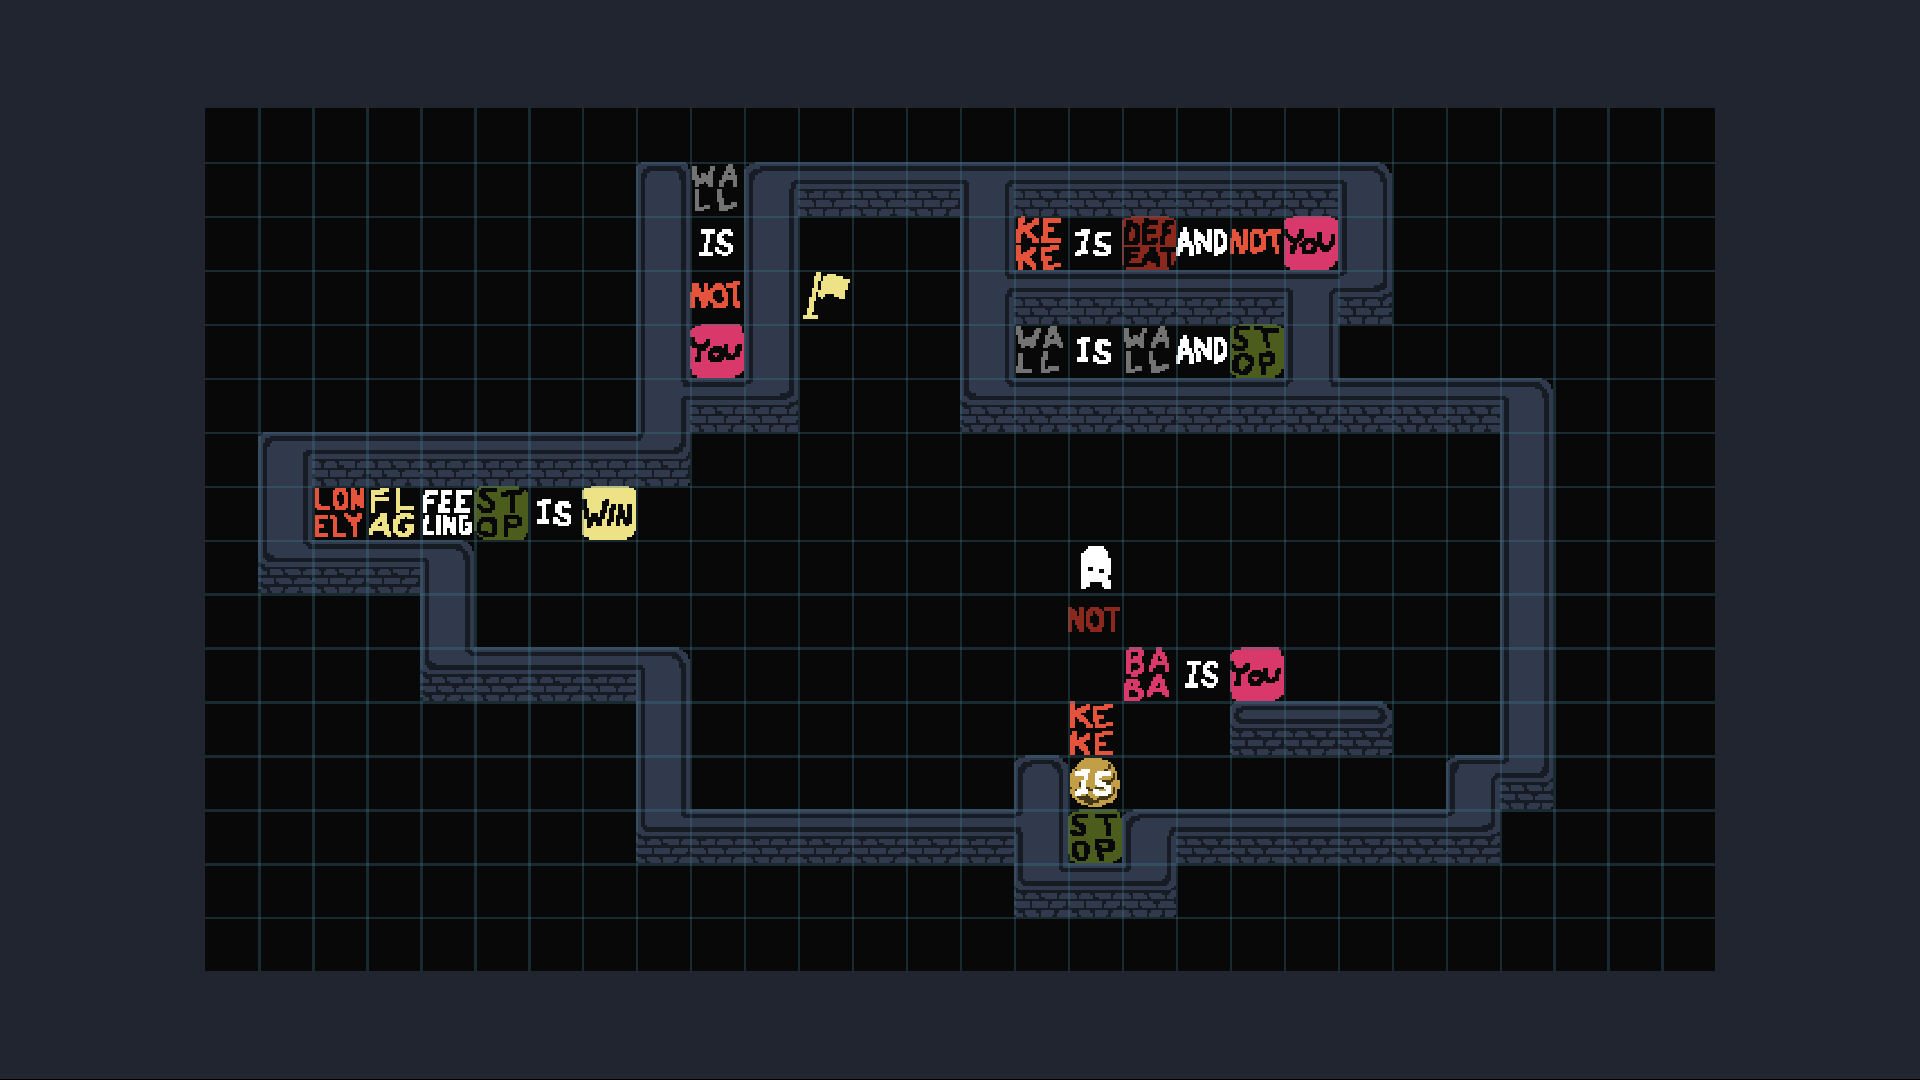 WALL
IS
NOT
YOU
KEKE IS DEFEAT AND NOT YOU
WALL IS WALL AND STOP
LONELY FLAG FEELING STOP IS WIN
NOT
BABA IS YOU
KEKE
IS
STOP